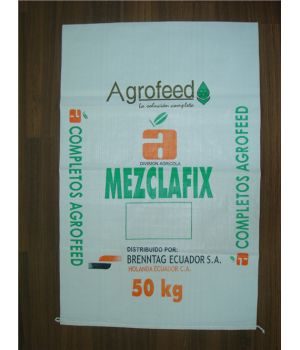 Agrofeed
la solución completa
a
DIVISION AGRICOLA
MEZCLAFIX
a COMPLETOS AGROFEED
a COMPLETOS AGROFEED
DISTRIBUIDO POR:
BRENNTAG ECUADOR S.A.
HOLANDA ECUADOR C.A.
50 kg